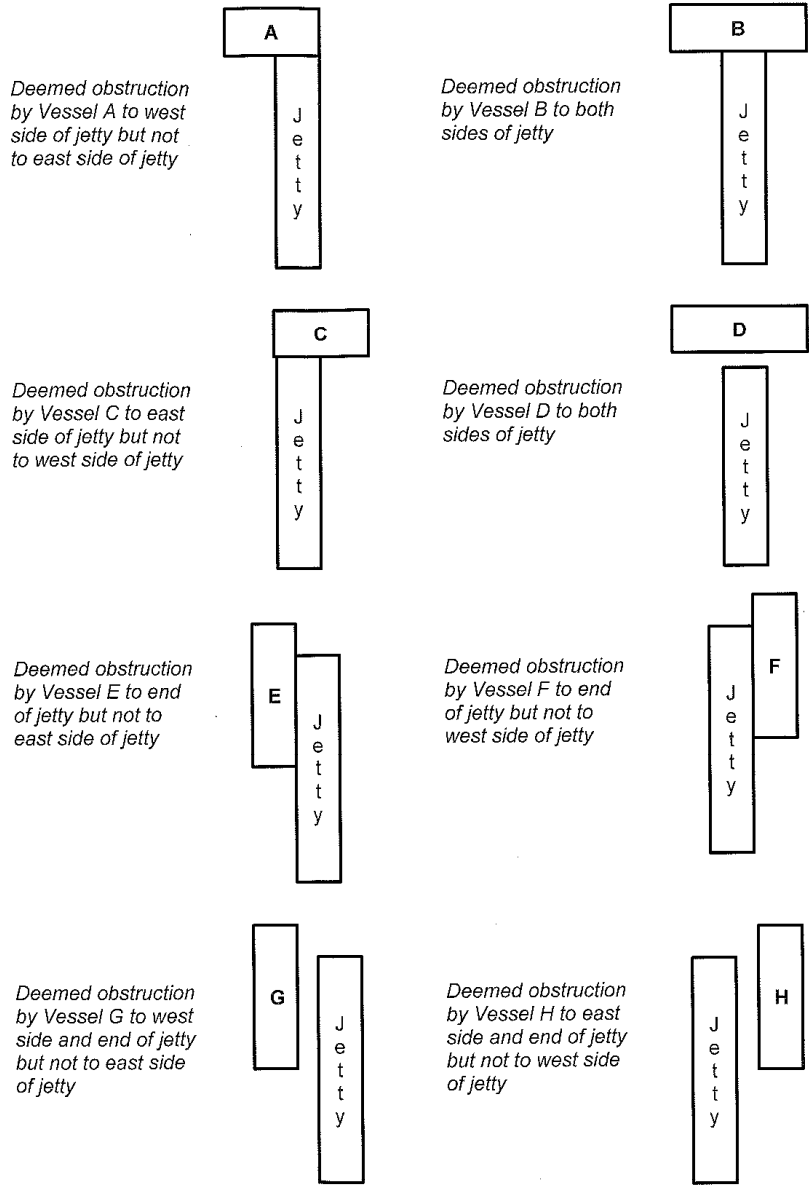 A
Deemed obstruction
by Vessel A to west
side of jetty but not
to east side of jetty
J
e
t
t
y
B
Deemed obstruction
by Vessel B to both
sides of jetty
J
e
t
t
y
C
Deemed obstruction
by Vessel C to east
side of jetty but not
to west side of jetty
J
e
t
t
y
D
Deemed obstruction
by Vessel D to both
sides of jetty
J
e
t
t
y
E
Deemed obstruction
by Vessel E to end
of jetty but not to
east side of jetty
J
e
t
t
y
F
Deemed obstruction
by Vessel F to end
of jetty but not to
west side of jetty
J
e
t
t
y
G
Deemed obstruction
by Vessel G to west
side and end of jetty
but not to east side
of jetty
J
e
t
t
y
H
Deemed obstruction
by Vessel H to east
side and end of jetty
but not to west side
of jetty
J
e
t
t
y